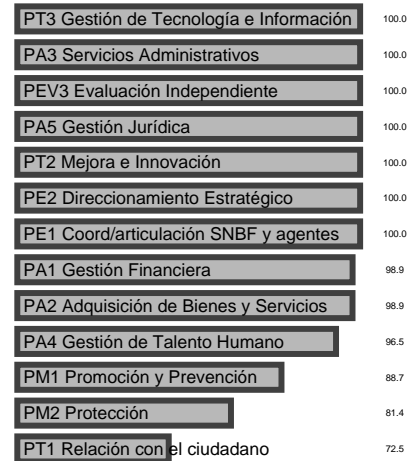 PT3 Gestión de Tecnología e Información 100.0
PA3 Servicios Administrativos 100.0
PEV3 Evaluación Independiente 100.0
PA5 Gestión Jurídica 100.0
PT2 Mejora e Innovación 100.0
PE2 Direccionamiento Estratégico 100.0
PE1 Coord/articulación SNBF y agentes 100.0
PA1 Gestión Financiera 98.9
PA2 Adquisición de Bienes y Servicios 98.9
PA4 Gestión de Talento Humano 96.5
PM1 Promoción y Prevención 88.7
PM2 Protección 81.4
PT1 Relación con el ciudadano 72.5